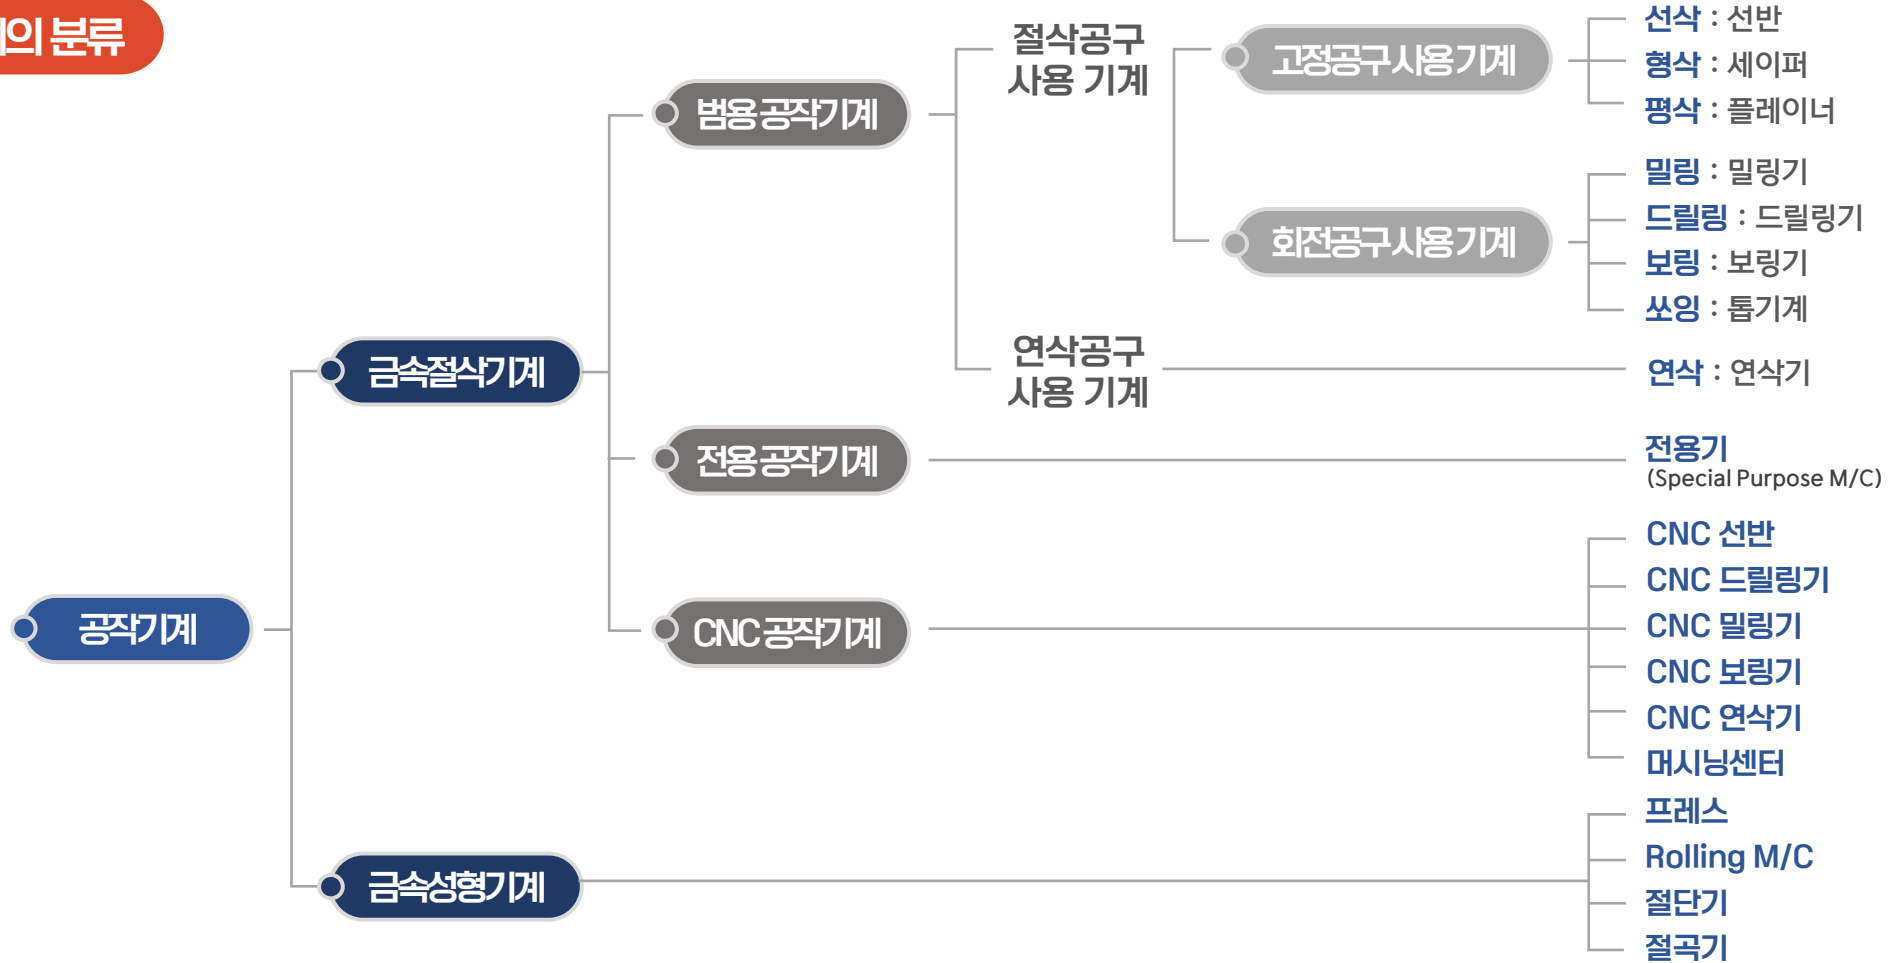 의 분류
절삭공구
사용 기계
고정공구 사용 기계
선삭 : 선반
형삭 : 세이퍼
평삭 : 플레이너
범용 공작기계
회전공구 사용 기계
밀링 : 밀링기
드릴링 : 드릴링기
보링 : 보링기
쏘잉 : 톱기계
금속절삭기계
연삭공구
사용 기계
연삭 : 연삭기
전용 공작기계
전용기
(Special Purpose M/C)
공작기계
CNC 공작기계
CNC 선반
CNC 드릴링기
CNC 밀링기
CNC 보링기
CNC 연삭기
머시닝센터
금속성형기계
프레스
Rolling M/C
절단기
절곡기